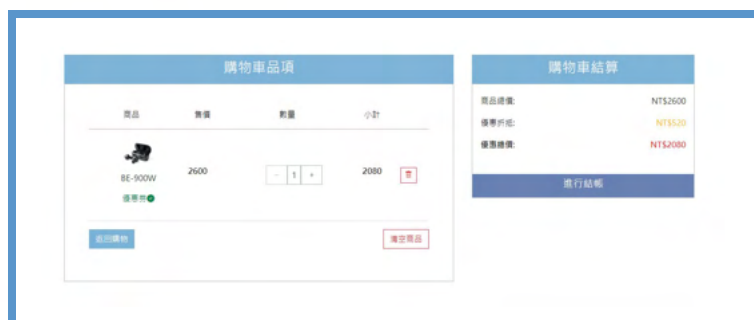 購物車品項
商品 售價 數量 小計
BE-900W 2600 - 1 + 2080
優惠券
返回購物 清空商品
購物車結算
商品總價: NT$2600
優惠折抵: NT$520
優惠總價: NT$2080
進行結帳